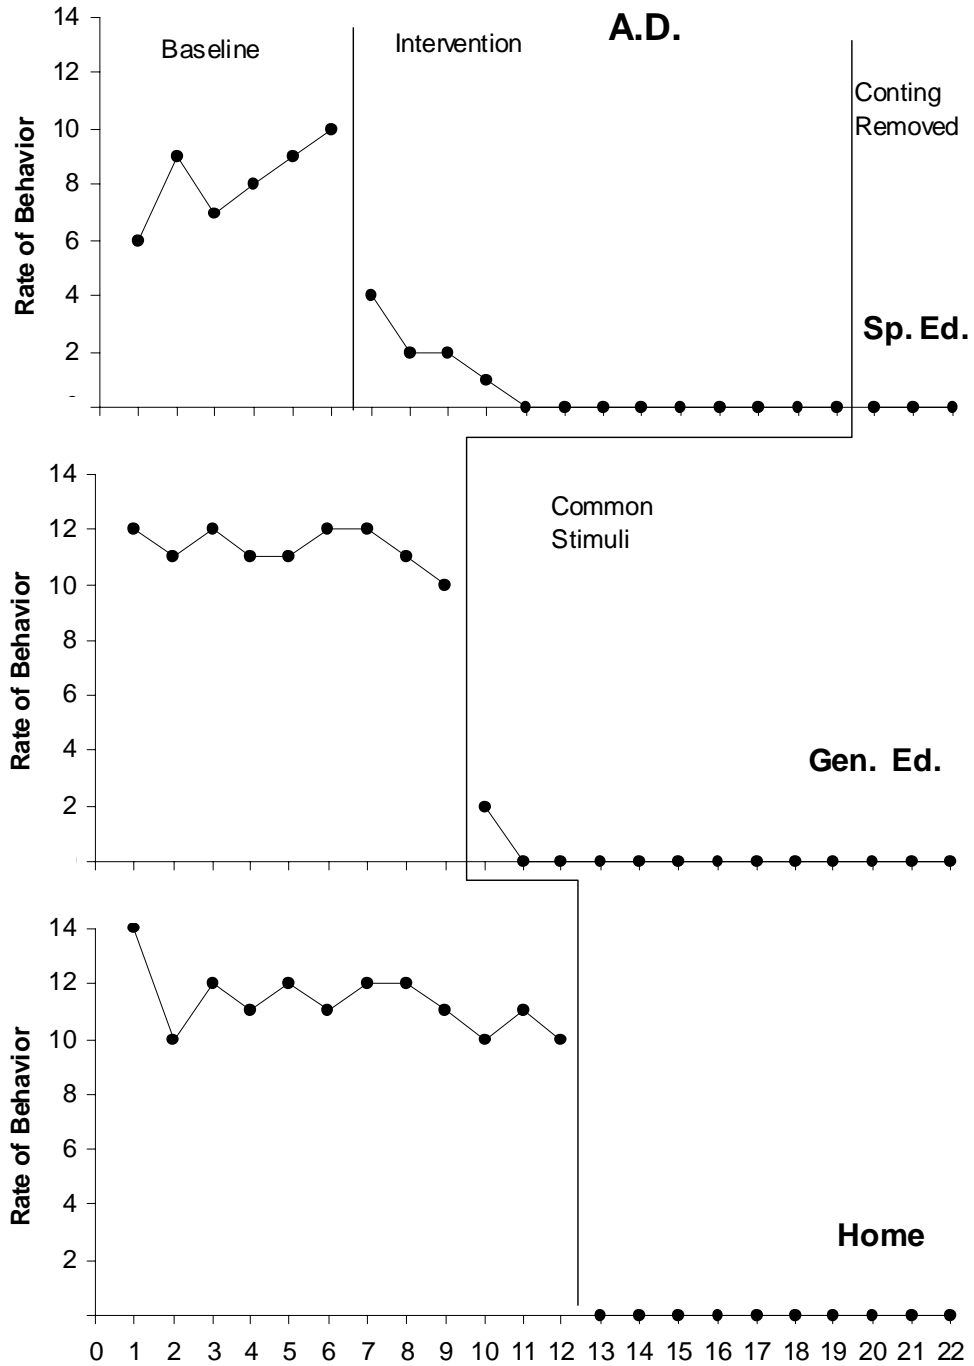 A.D.
Baseline
Intervention
Conting
Removed
Rate of Behavior
14
12
10
8
6
4
2
-
Sp. Ed.
Common
Stimuli
Rate of Behavior
14
12
10
8
6
4
2
Gen. Ed.
Rate of Behavior
14
12
10
8
6
4
2
Home
0 1 2 3 4 5 6 7 8 9 10 11 12 13 14 15 16 17 18 19 20 21 22